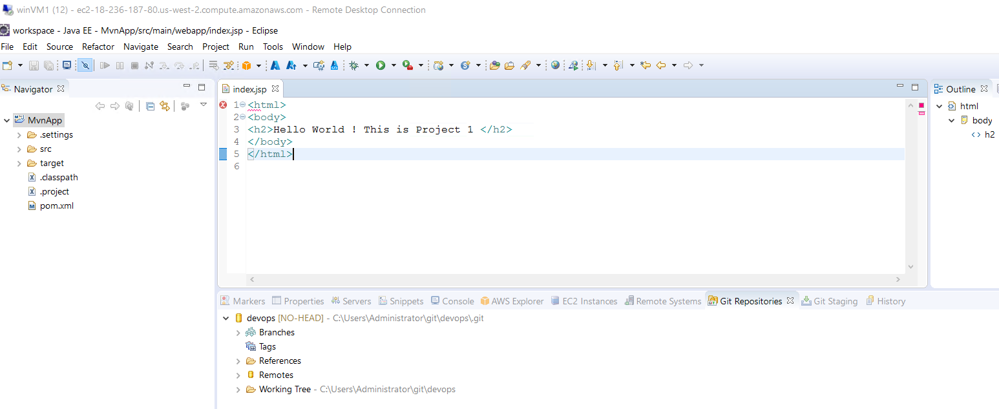 winVM1 (12) - ec2-18-236-187-80.us-west-2.compute.amazonaws.com - Remote Desktop Connection
workspace - Java EE - MvnApp/src/main/webapp/index.jsp - Eclipse
File Edit Source Refactor Navigate Search Project Run Tools Window Help
Navigator
MvnApp
.settings
src
target
.classpath
.project
pom.xml
index.jsp
1 <html>
2 <body>
3 <h2>Hello World ! This is Project 1 </h2>
4 </body>
5 </html>
6
Outline
html
body
h2
Markers Properties Servers Snippets Console AWS Explorer EC2 Instances Remote Systems Git Repositories Git Staging History
devops [NO-HEAD] - C:\Users\Administrator\git\devops\.git
Branches
Tags
References
Remotes
Working Tree - C:\Users\Administrator\git\devops